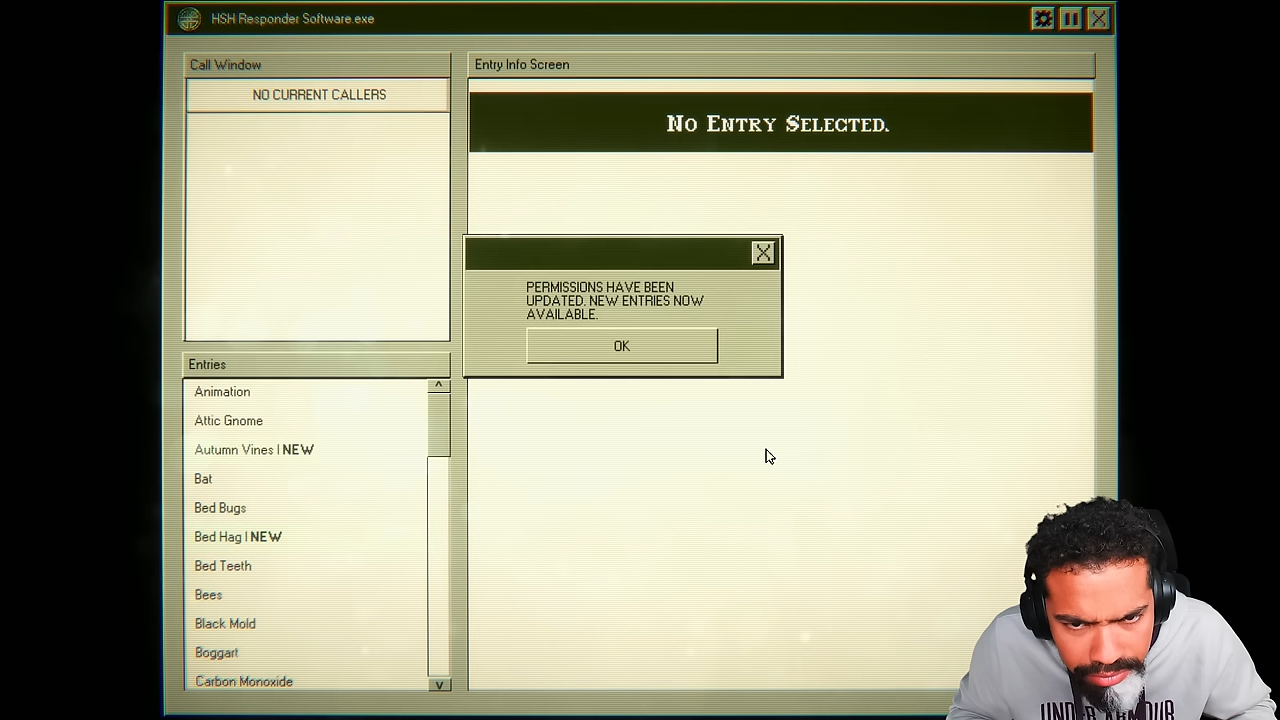 HSH Responder Software.exe
Call Window
NO CURRENT CALLERS
Entry Info Screen
No Entry Selected.
PERMISSIONS HAVE BEEN
UPDATED. NEW ENTRIES NOW
AVAILABLE.
OK
Entries
Animation
Attic Gnome
Autumn Vines | NEW
Bat
Bed Bugs
Bed Hag | NEW
Bed Teeth
Bees
Black Mold
Boggart
Carbon Monoxide